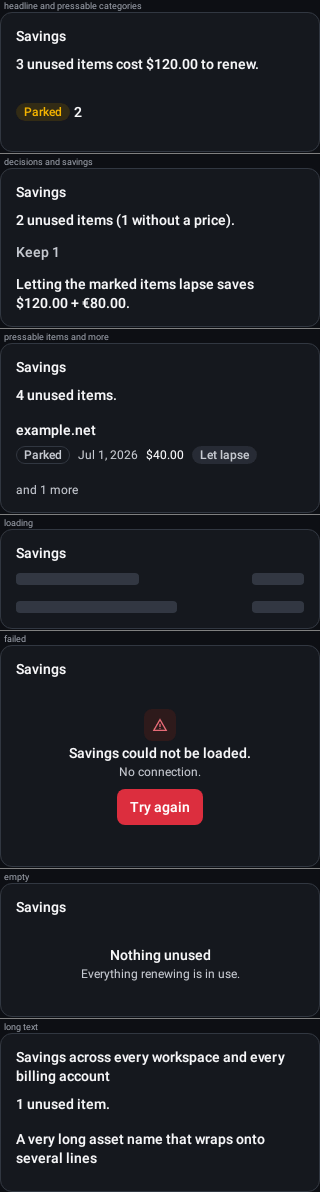 headline and pressable categories
Savings
3 unused items cost $120.00 to renew.
Parked 2
decisions and savings
Savings
2 unused items (1 without a price).
Keep 1
Letting the marked items lapse saves
$120.00 + €80.00.
pressable items and more
Savings
4 unused items.
example.net
Parked Jul 1, 2026 $40.00 Let lapse
and 1 more
loading
Savings
failed
Savings
Savings could not be loaded.
No connection.
Try again
empty
Savings
Nothing unused
Everything renewing is in use.
long text
Savings across every workspace and every
billing account
1 unused item.
A very long asset name that wraps onto
several lines